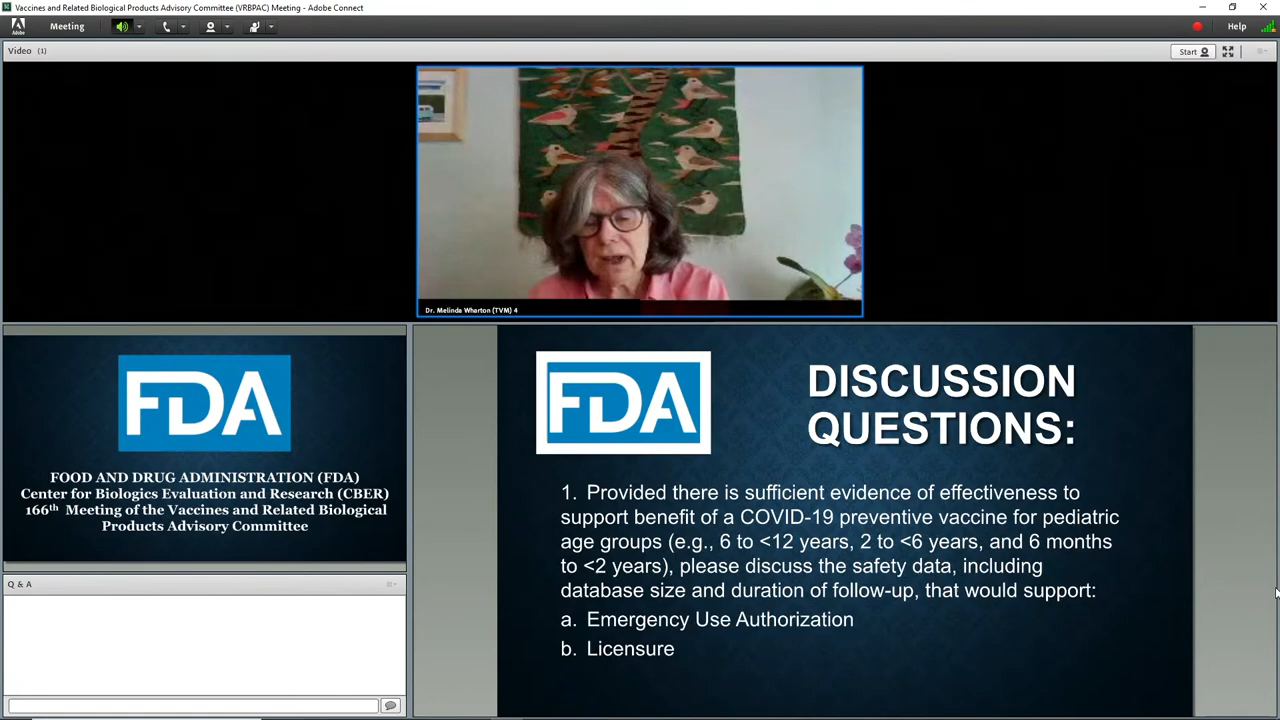 Vaccines and Related Biological Products Advisory Committee (VRBPAC) Meeting - Adobe Connect
Meeting
Help
Video (1)
Start
Dr. Melinda Wharton (TVM) 4
FDA
FOOD AND DRUG ADMINISTRATION (FDA)
Center for Biologics Evaluation and Research (CBER)
166th Meeting of the Vaccines and Related Biological
Products Advisory Committee
Q & A
FDA
DISCUSSION
QUESTIONS:
1. Provided there is sufficient evidence of effectiveness to
support benefit of a COVID-19 preventive vaccine for pediatric
age groups (e.g., 6 to <12 years, 2 to <6 years, and 6 months
to <2 years), please discuss the safety data, including
database size and duration of follow-up, that would support:
a. Emergency Use Authorization
b. Licensure